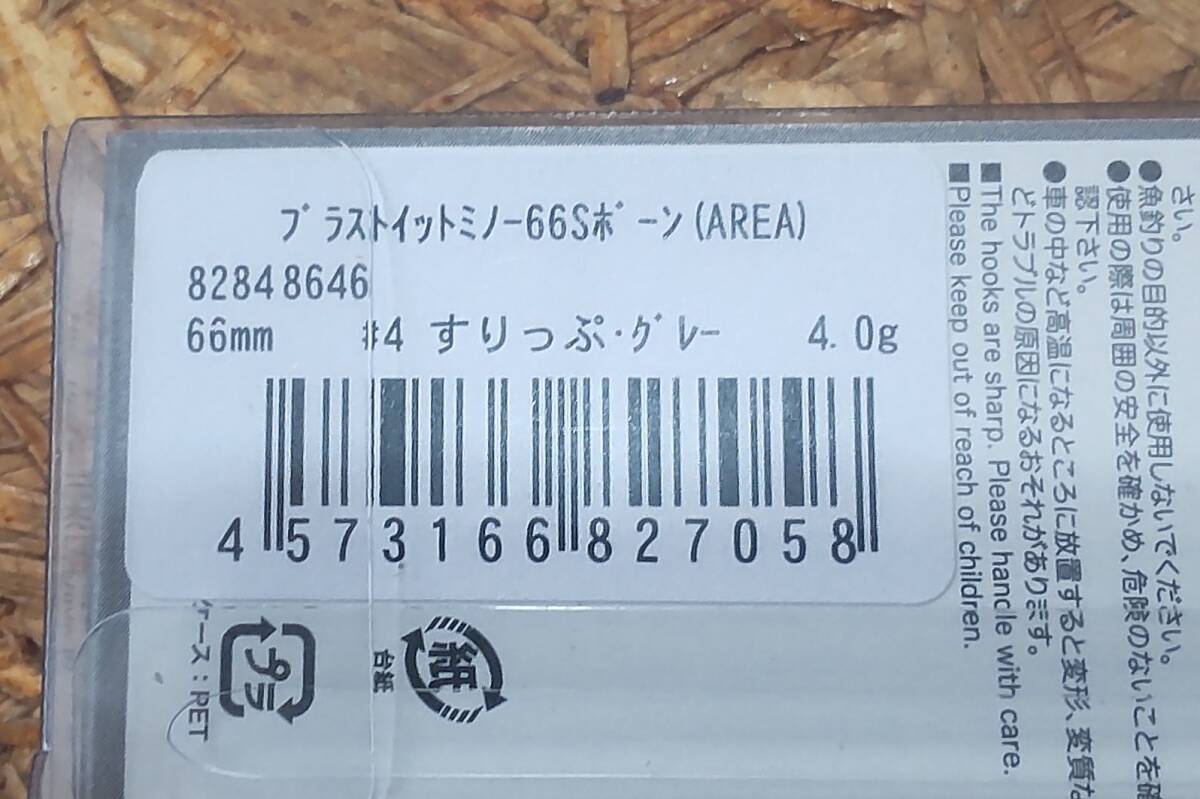 ﾌﾞﾗｽﾄｲｯﾄﾐﾉｰ66Sﾎﾞｰﾝ(AREA)
82848646
66mm #4 すりっぷ･ｸﾞﾚｰ 4.0g
4 573166 827058
さい。
●魚釣りの目的以外に使用しないでください。
●使用の際は周囲の安全を確かめ、危険のないことを確
認下さい。
●車の中など高温になるところに放置すると変形、変質な
どトラブルの原因になるおそれがあります。
■The hooks are sharp. Please handle with care.
■Please keep out of reach of children.
紙
台紙
プラ
ケース：PET